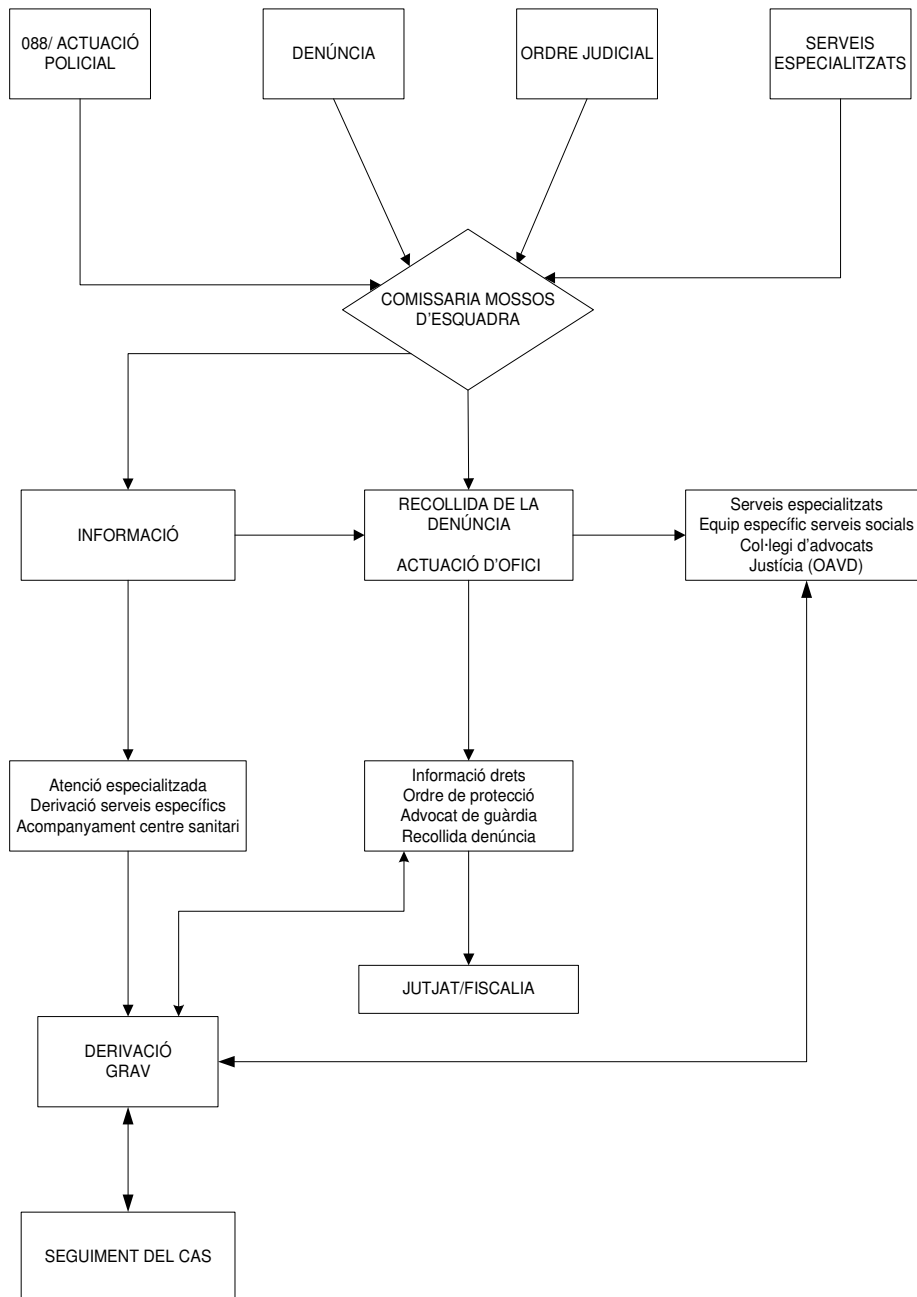 088/ ACTUACIÓ
POLICIAL
DENÚNCIA
ORDRE JUDICIAL
SERVEIS
ESPECIALITZATS
COMISSARIA MOSSOS
D'ESQUADRA
INFORMACIÓ
RECOLLIDA DE LA
DENÚNCIA
ACTUACIÓ D'OFICI
Serveis especialitzats
Equip específic serveis socials
Col·legi d'advocats
Justícia (OAVD)
Atenció especialitzada
Derivació serveis específics
Acompanyament centre sanitari
Informació drets
Ordre de protecció
Advocat de guàrdia
Recollida denúncia
JUTJAT/FISCALIA
DERIVACIÓ
GRAV
SEGUIMENT DEL CAS